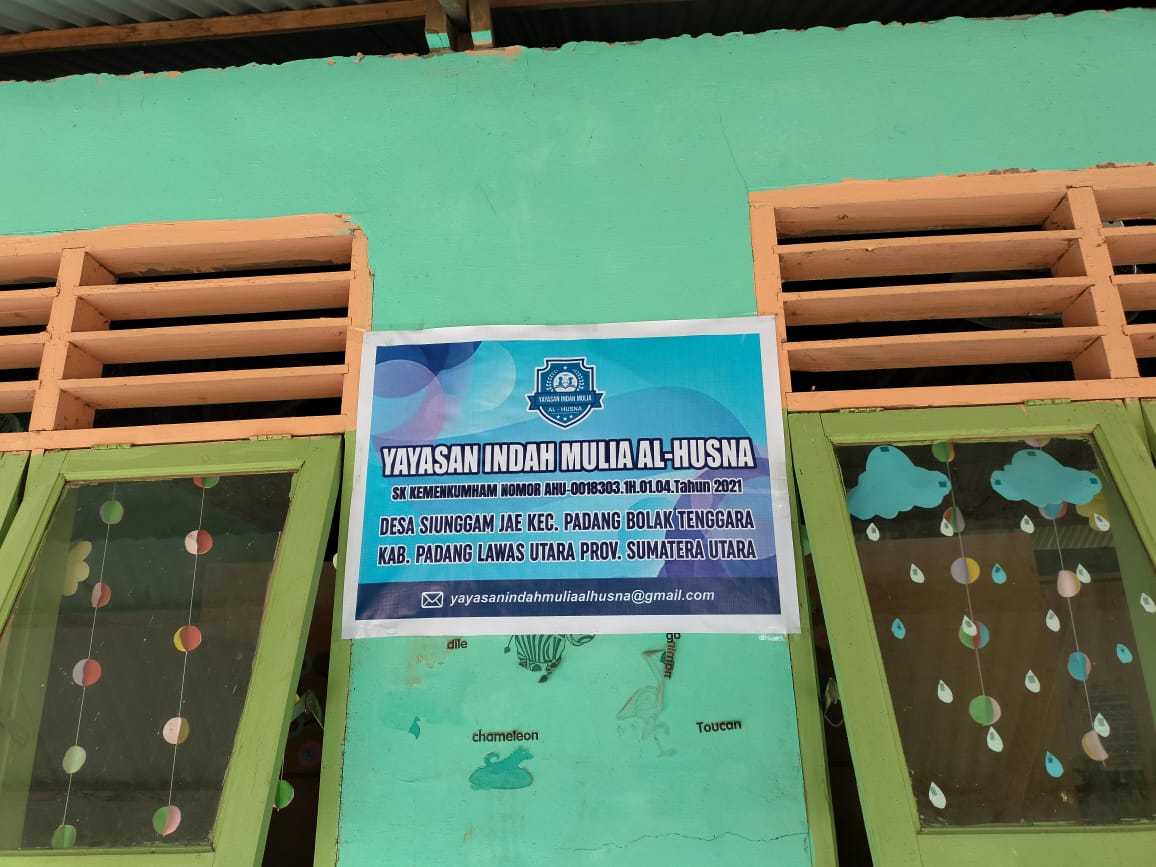 YAYASAN INDAH MULIA
AL - HUSNA
YAYASAN INDAH MULIA AL-HUSNA
SK KEMENKUMHAM NOMOR AHU-0018303.1H.01.04.Tahun 2021
DESA SIUNGGAM JAE KEC. PADANG BOLAK TENGGARA
KAB. PADANG LAWAS UTARA PROV. SUMATERA UTARA
yayasanindahmuliaalhusna@gmail.com
dile
chameleon
Toucan